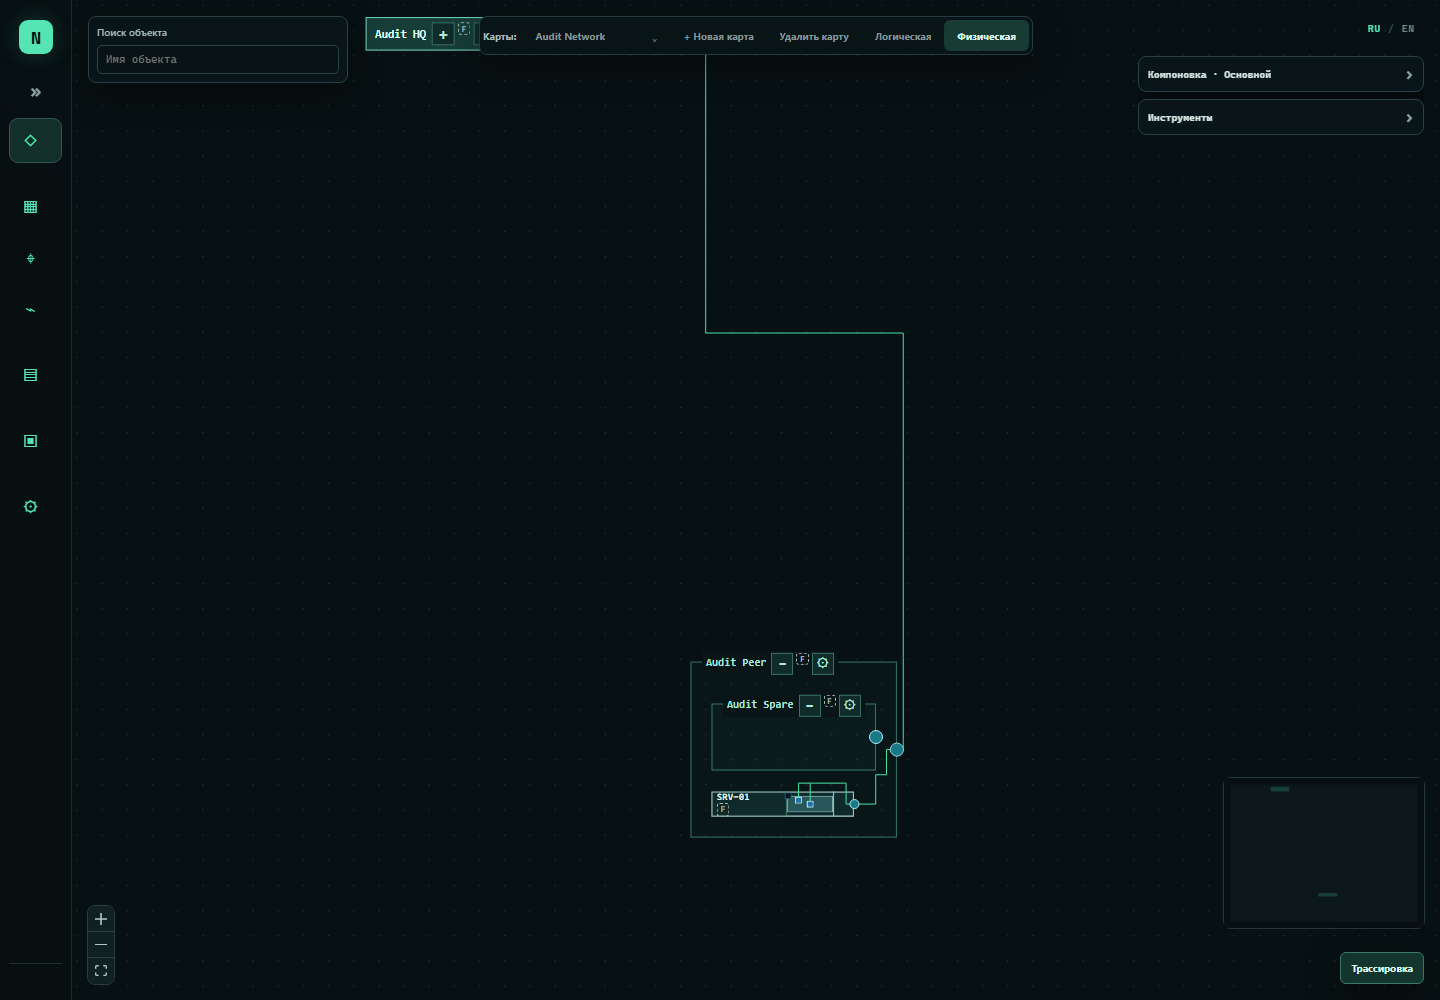 N
»
Поиск объекта
Имя объекта
Audit HQ + F
Карты: Audit Network + Новая карта Удалить карту Логическая Физическая
RU / EN
Компоновка · Основной
Инструменты
Audit Peer − F
Audit Spare − F
SRV-01
F
Трассировка